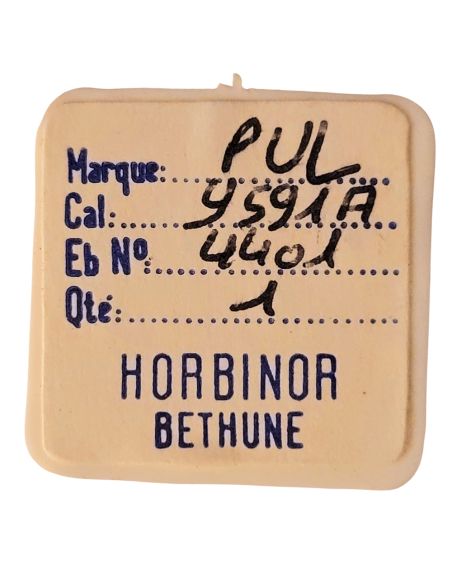 Marque: PUL
Cal: Y591A
Eb Nº: 4401
Qté: 1
HORBINOR
BETHUNE